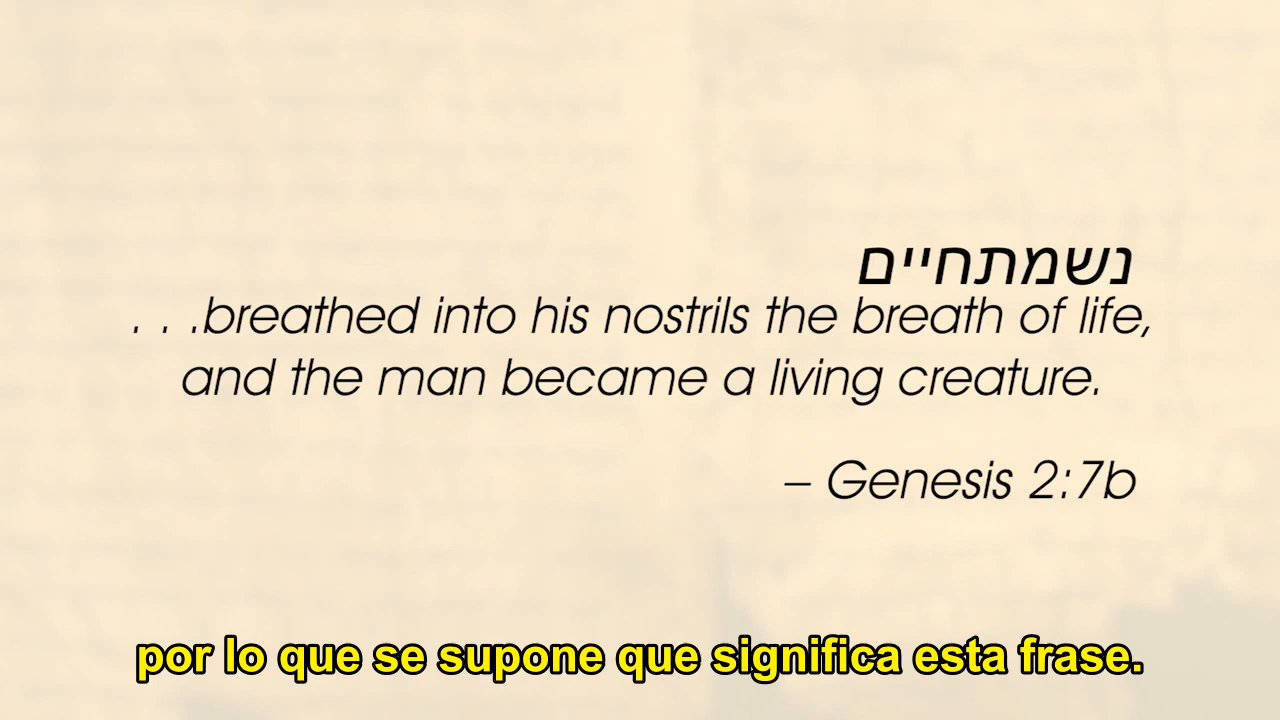 נשמתחיים
. . .breathed into his nostrils the breath of life,
and the man became a living creature.
– Genesis 2:7b
por lo que se supone que significa esta frase.